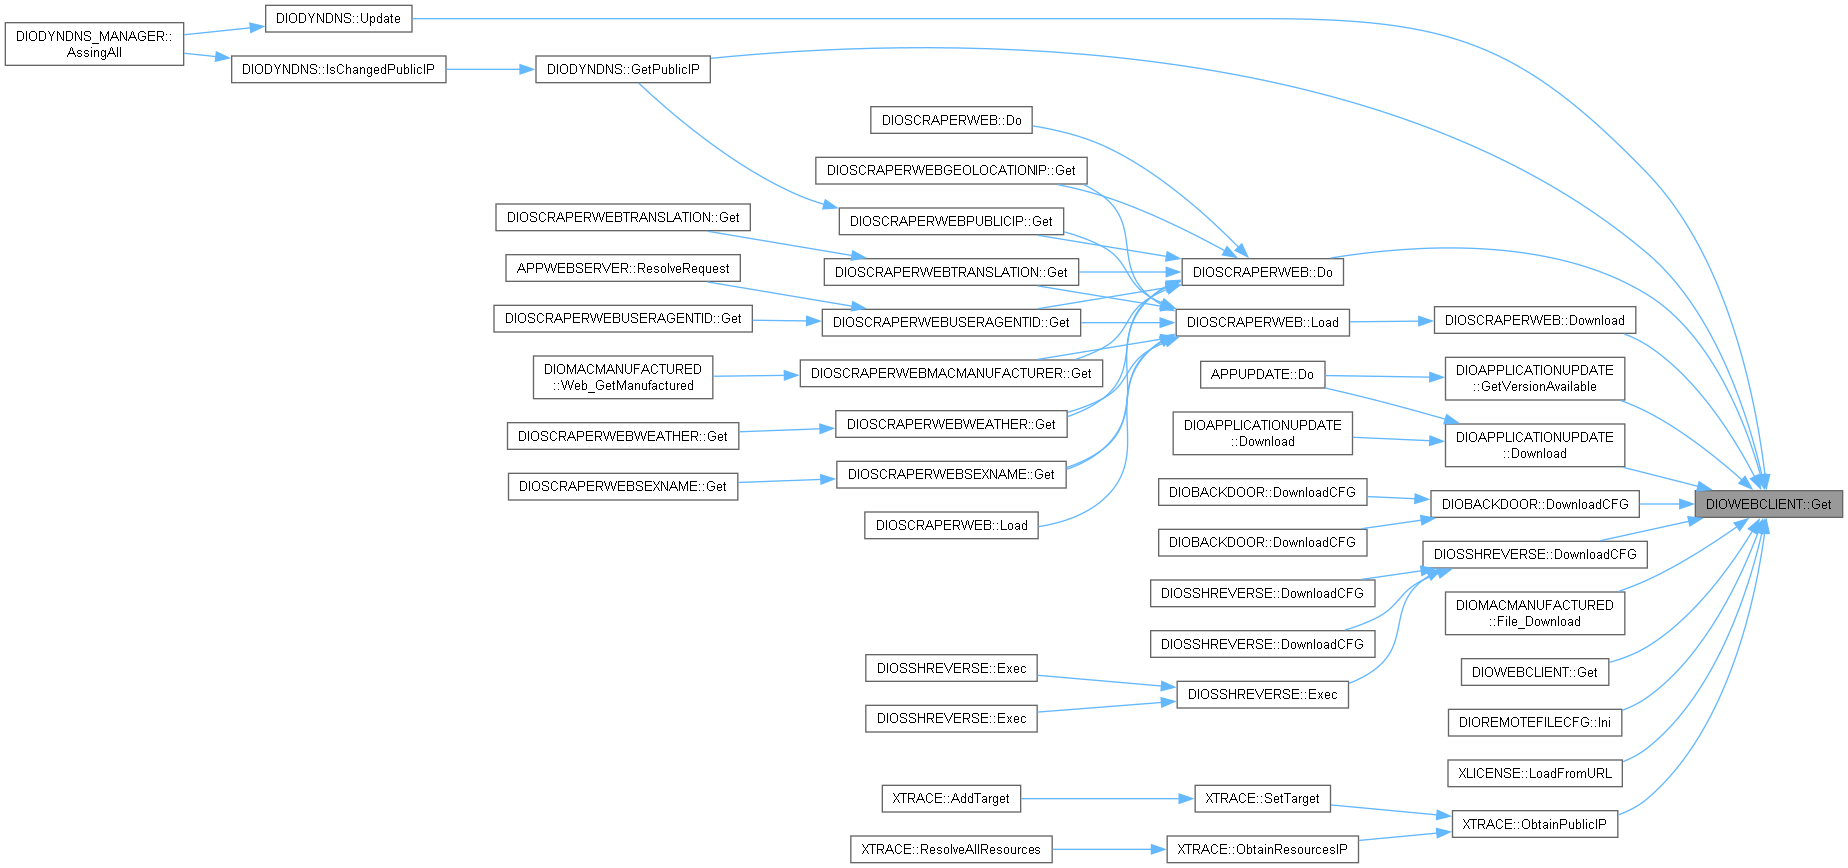 DIODYNDNS::Update
DIODYNDNS_MANAGER::
AssingAll
DIODYNDNS::IsChangedPublicIP
DIODYNDNS::GetPublicIP
DIOSCRAPERWEB::Do
DIOSCRAPERWEBGEOLOCATIONIP::Get
DIOSCRAPERWEBTRANSLATION::Get
DIOSCRAPERWEBPUBLICIP::Get
APPWEBSERVER::ResolveRequest
DIOSCRAPERWEBTRANSLATION::Get
DIOSCRAPERWEB::Do
DIOSCRAPERWEBUSERAGENTID::Get
DIOSCRAPERWEBUSERAGENTID::Get
DIOSCRAPERWEB::Load
DIOSCRAPERWEB::Download
DIOMACMANUFACTURED
::Web_GetManufactured
DIOSCRAPERWEBMACMANUFACTURER::Get
APPUPDATE::Do
DIOAPPLICATIONUPDATE
::GetVersionAvailable
DIOSCRAPERWEBWEATHER::Get
DIOSCRAPERWEBWEATHER::Get
DIOAPPLICATIONUPDATE
::Download
DIOAPPLICATIONUPDATE
::Download
DIOSCRAPERWEBSEXNAME::Get
DIOSCRAPERWEBSEXNAME::Get
DIOBACKDOOR::DownloadCFG
DIOBACKDOOR::DownloadCFG
DIOWEBCLIENT::Get
DIOSCRAPERWEB::Load
DIOBACKDOOR::DownloadCFG
DIOSSHREVERSE::DownloadCFG
DIOSSHREVERSE::DownloadCFG
DIOMACMANUFACTURED
::File_Download
DIOSSHREVERSE::DownloadCFG
DIOSSHREVERSE::Exec
DIOWEBCLIENT::Get
DIOSSHREVERSE::Exec
DIOSSHREVERSE::Exec
DIOREMOTEFILECFG::Ini
XLICENSE::LoadFromURL
XTRACE::AddTarget
XTRACE::SetTarget
XTRACE::ObtainPublicIP
XTRACE::ResolveAllResources
XTRACE::ObtainResourcesIP